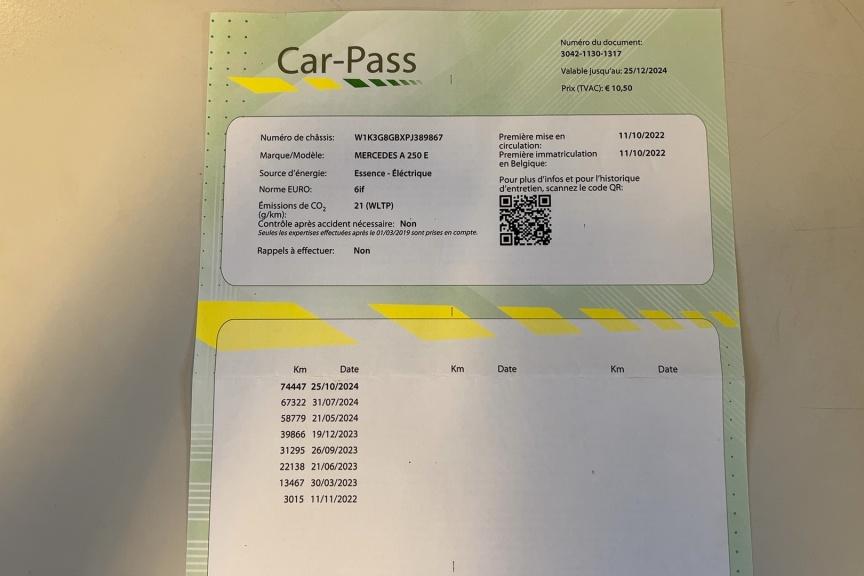 Car-Pass
Numéro du document:
3042-1130-1317
Valable jusqu'au: 25/12/2024
Prix (TVAC): € 10,50
Numéro de châssis: W1K3G8GBXPJ389867
Marque/Modèle: MERCEDES A 250 E
Source d'énergie: Essence - Éléctrique
Norme EURO: 6if
Émissions de CO2 21 (WLTP)
(g/km):
Contrôle après accident nécessaire: Non
Seules les expertises effectuées après le 01/03/2019 sont prises en compte.
Rappels à effectuer: Non
Première mise en 11/10/2022
circulation:
Première immatriculation 11/10/2022
en Belgique:
Pour plus d'infos et pour l'historique
d'entretien, scannez le code QR:
Km Date Km Date Km Date
74447 25/10/2024
67322 31/07/2024
58779 21/05/2024
39866 19/12/2023
31295 26/09/2023
22138 21/06/2023
13467 30/03/2023
3015 11/11/2022